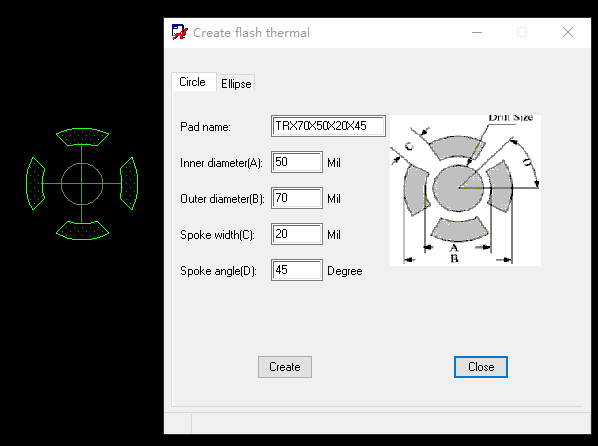 Create flash thermal
Circle
Ellipse
Pad name:
TRX70X50X20X45
Inner diameter(A):
50
Mil
Outer diameter(B):
70
Mil
Spoke width(C):
20
Mil
Spoke angle(D):
45
Degree
Drill Size
C
D
A
B
Create
Close